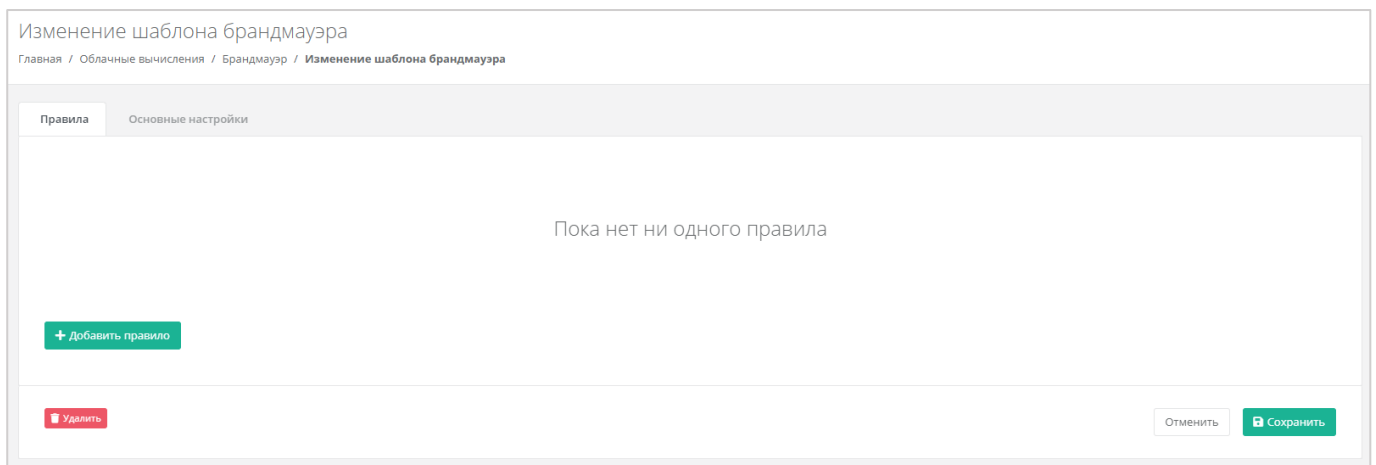 Изменение шаблона брандмауэра
Главная / Облачные вычисления / Брандмауэр / Изменение шаблона брандмауэра
Правила Основные настройки
Пока нет ни одного правила
Добавить правило
Удалить Отменить Сохранить